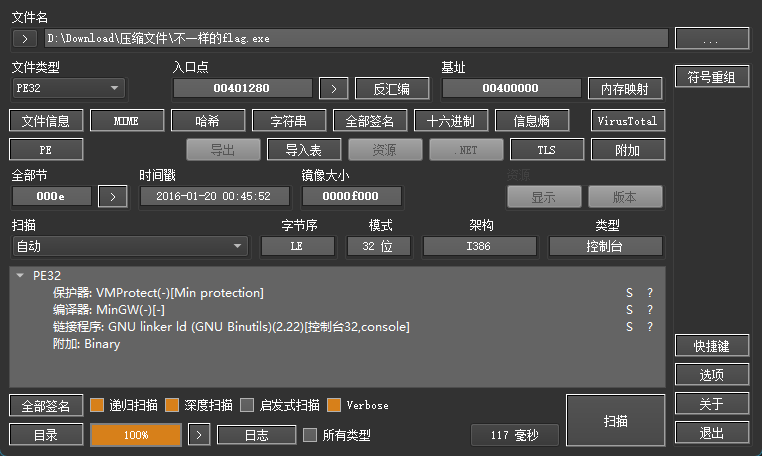 文件名
> D:\Download\压缩文件\不一样的flag.exe ...
文件类型 入口点 基址
PE32 00401280 > 反汇编 00400000 内存映射 符号重组
文件信息 MIME 哈希 字符串 全部签名 十六进制 信息熵 VirusTotal
PE 导出 导入表 资源 .NET TLS 附加
全部节 时间戳 镜像大小 资源
000e > 2016-01-20 00:45:52 0000f000 显示 版本
扫描 字节序 模式 架构 类型
自动 LE 32 位 I386 控制台
PE32
保护器: VMProtect(-)[Min protection] S ?
编译器: MinGW(-)[-] S ?
链接程序: GNU linker ld (GNU Binutils)(2.22)[控制台32,console] S ?
附加: Binary
快捷键
选项
全部签名 递归扫描 深度扫描 启发式扫描 Verbose 扫描 关于
目录 100% > 日志 所有类型 117 毫秒 退出